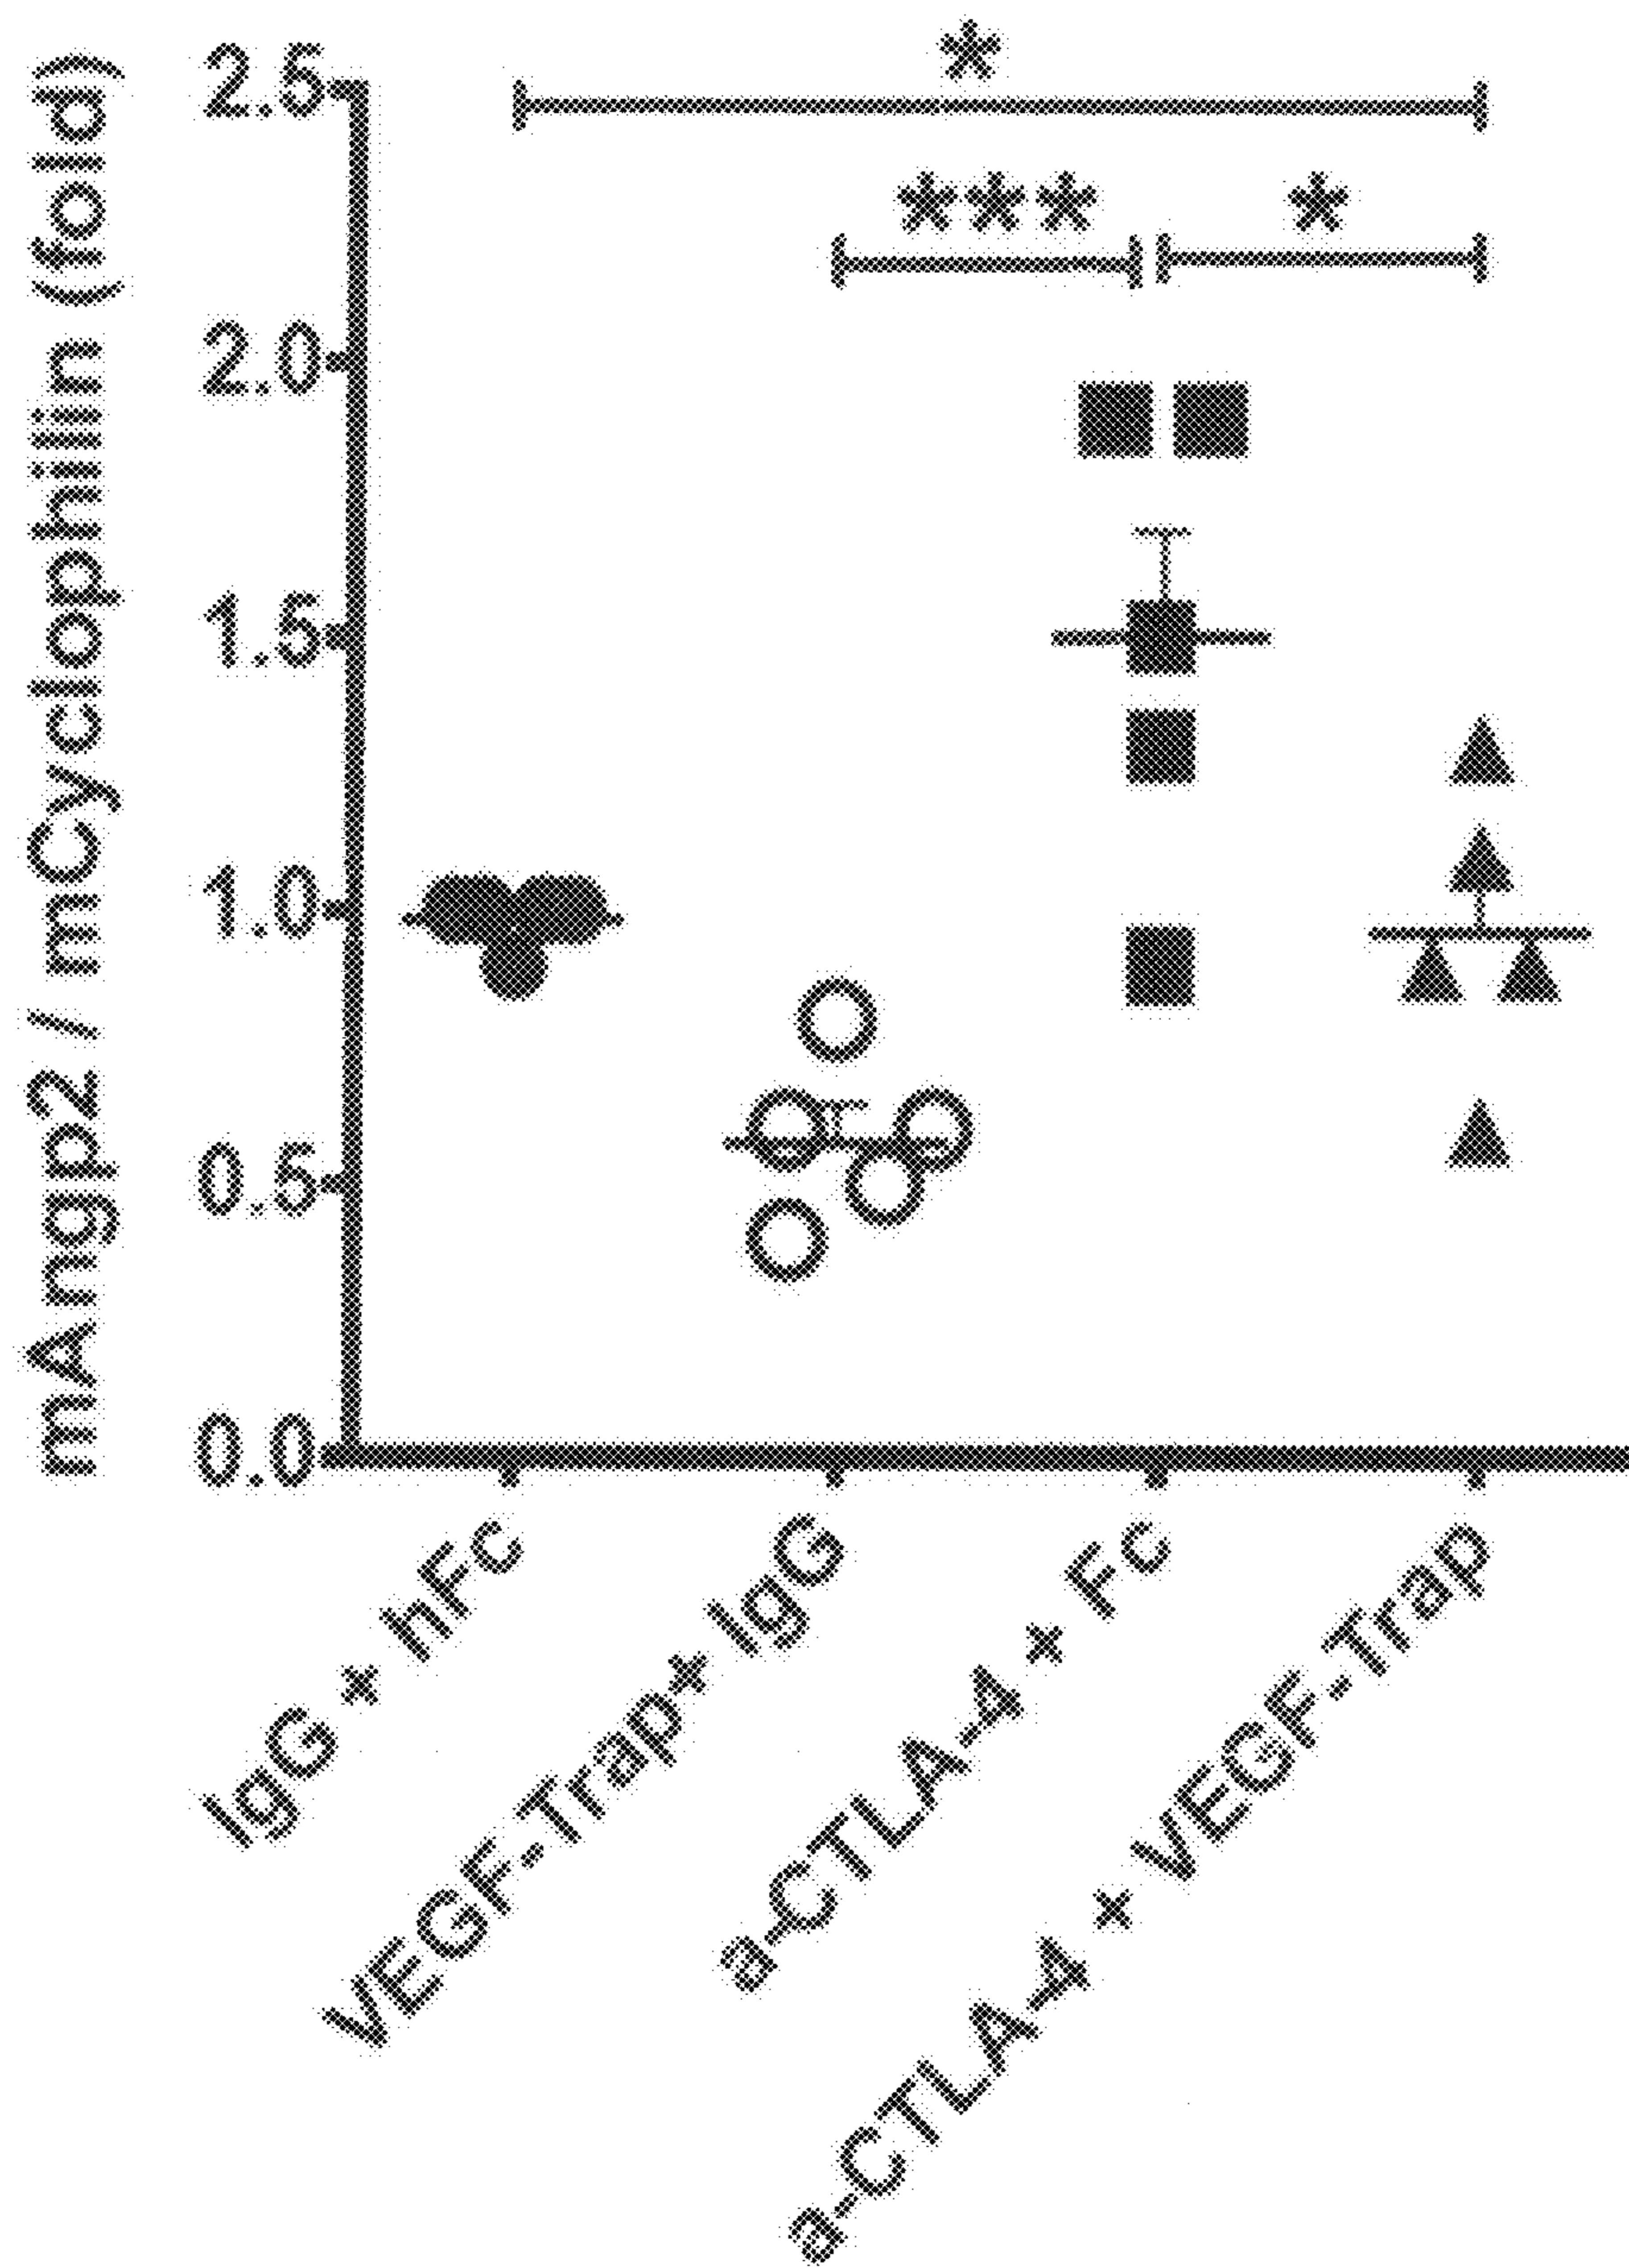 mAngp2 / mCyclophilin (fold)
2.5
2.0
1.5
1.0
0.5
0.0
*
***
*
IgG + hFc
VEGF-Trap+ IgG
a-CTLA-4 + Fc
a-CTLA-4 + VEGF-Trap